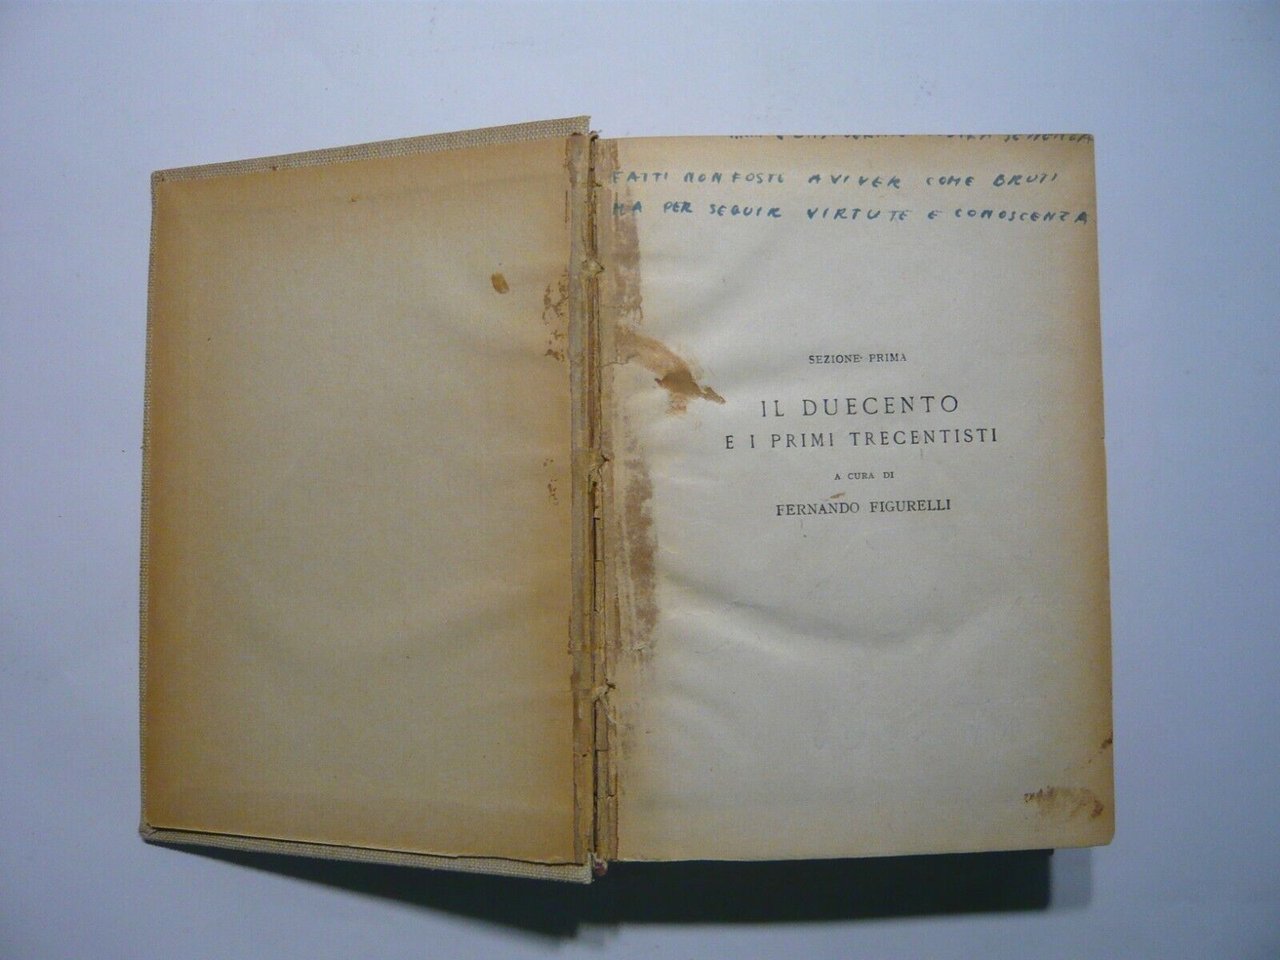 FATTI NON FOSTE A VIVER COME BRUTI
MA PER SEGUIR VIRTUTE E CONOSCENZA
SEZIONE PRIMA
IL DUECENTO
E I PRIMI TRECENTISTI
A CURA DI
FERNANDO FIGURELLI